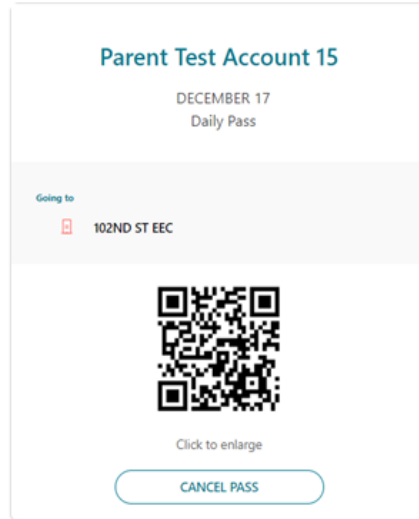 Parent Test Account 15
DECEMBER 17
Daily Pass
Going to
102ND ST EEC
Click to enlarge
CANCEL PASS